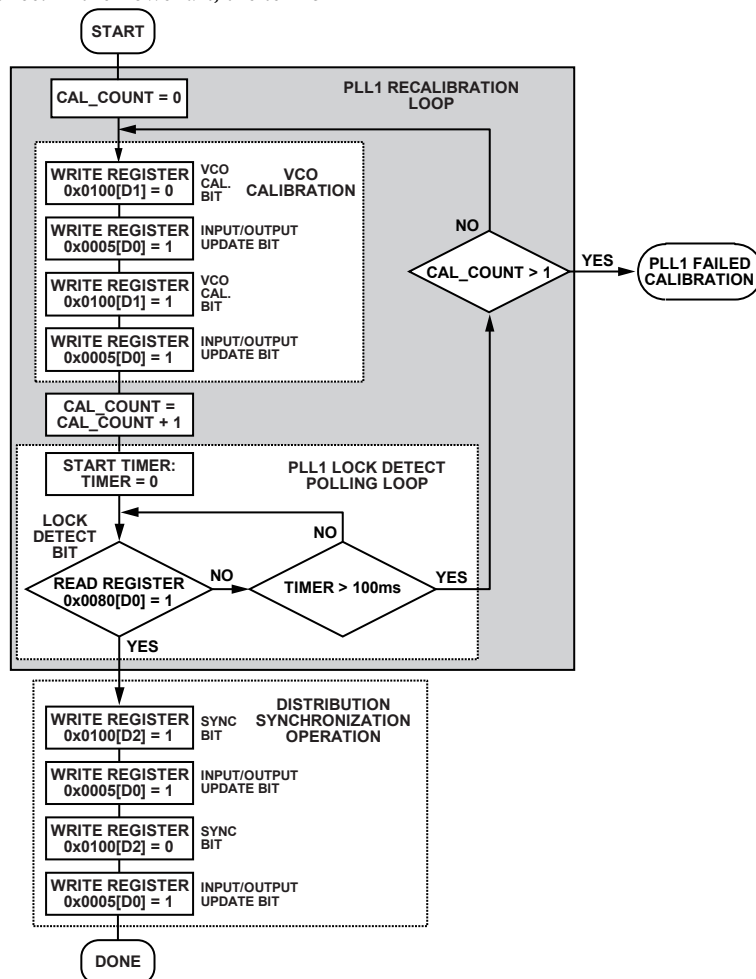 START
CAL_COUNT = 0
PLL1 RECALIBRATION
LOOP
WRITE REGISTER
0x0100[D1] = 0
VCO
CAL.
BIT
VCO
CALIBRATION
WRITE REGISTER
0x0005[D0] = 1
INPUT/OUTPUT
UPDATE BIT
WRITE REGISTER
0x0100[D1] = 1
VCO
CAL.
BIT
WRITE REGISTER
0x0005[D0] = 1
INPUT/OUTPUT
UPDATE BIT
NO
CAL_COUNT > 1
YES
PLL1 FAILED
CALIBRATION
CAL_COUNT =
CAL_COUNT + 1
START TIMER:
TIMER = 0
PLL1 LOCK DETECT
POLLING LOOP
LOCK
DETECT
BIT
NO
READ REGISTER
0x0080[D0] = 1
NO
TIMER > 100ms
YES
YES
WRITE REGISTER
0x0100[D2] = 1
SYNC
BIT
DISTRIBUTION
SYNCHRONIZATION
OPERATION
WRITE REGISTER
0x0005[D0] = 1
INPUT/OUTPUT
UPDATE BIT
WRITE REGISTER
0x0100[D2] = 0
SYNC
BIT
WRITE REGISTER
0x0005[D0] = 1
INPUT/OUTPUT
UPDATE BIT
DONE